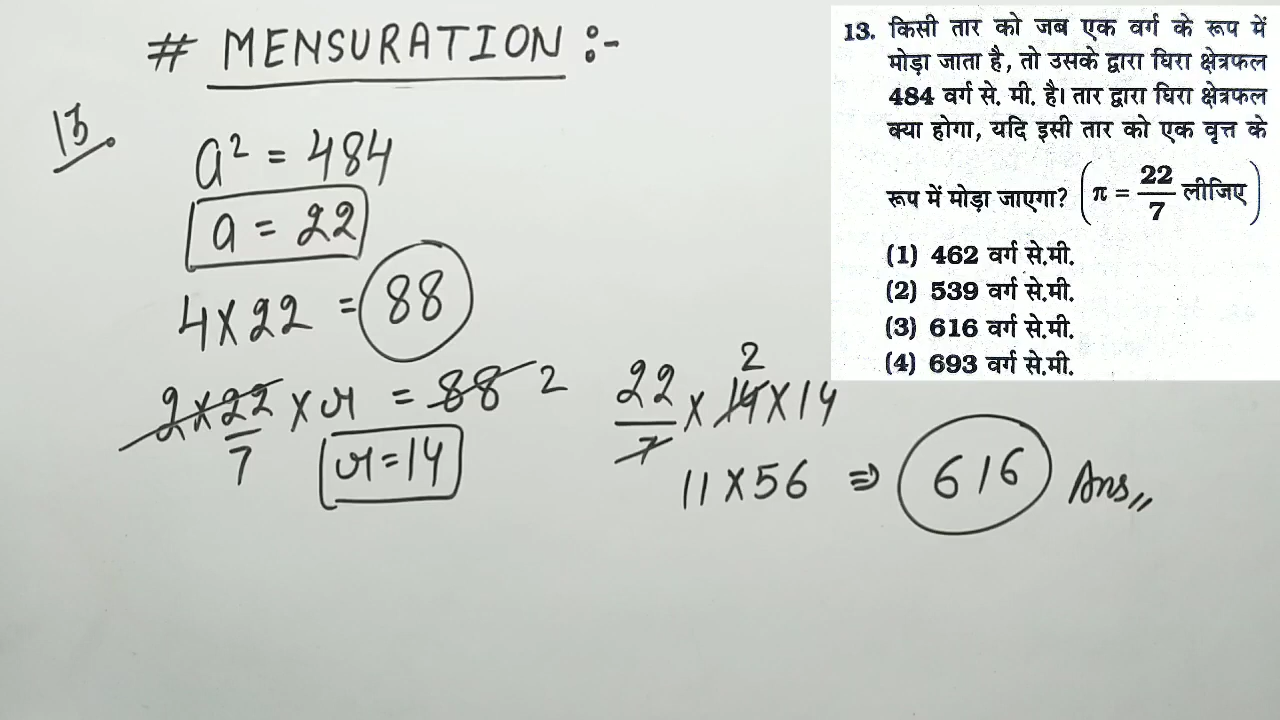 # MENSURATION :-
13.
a² = 484
a = 22
4 × 22 = 88
2 × 22/7 × r = 88 2
r = 14
22/7 × 14 2 × 14
11 × 56 ⇒ 616 Ans,,
13. किसी तार को जब एक वर्ग के रूप में
मोड़ा जाता है, तो उसके द्वारा घिरा क्षेत्रफल
484 वर्ग से. मी. है। तार द्वारा घिरा क्षेत्रफल
क्या होगा, यदि इसी तार को एक वृत्त के
रूप में मोड़ा जाएगा? (π = 22/7 लीजिए)
(1) 462 वर्ग से.मी.
(2) 539 वर्ग से.मी.
(3) 616 वर्ग से.मी.
(4) 693 वर्ग से.मी.